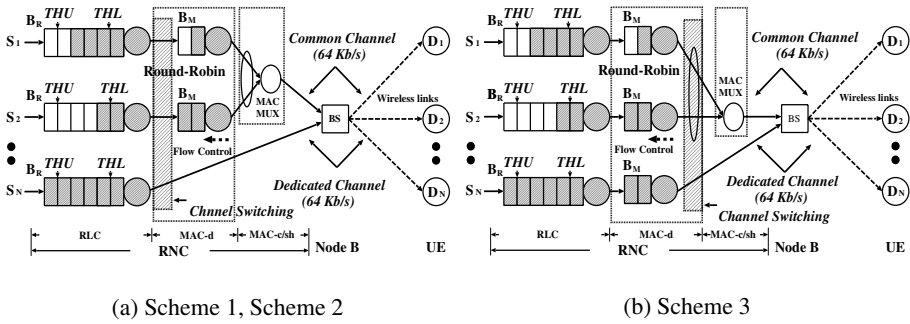 B_R THU THL B_M
S_1
Common Channel
(64 Kb/s)
D_1
Round-Robin
MAC
MUX
B_R THU THL B_M
S_2
Wireless links
BS
D_2
Flow Control
B_R THU THL
S_N
Dedicated Channel
(64 Kb/s)
D_N
Chnnel Switching
RLC MAC-d MAC-c/sh
RNC Node B UE
(a) Scheme 1, Scheme 2
B_R THU THL B_M
S_1
Common Channel
(64 Kb/s)
D_1
Round-Robin
MAC
MUX
B_R THU THL B_M
S_2
Wireless links
BS
D_2
Flow Control
B_R THU THL B_M
S_N
Dedicated Channel
(64 Kb/s)
D_N
Channel Switching
RLC MAC-d MAC-c/sh
RNC Node B UE
(b) Scheme 3